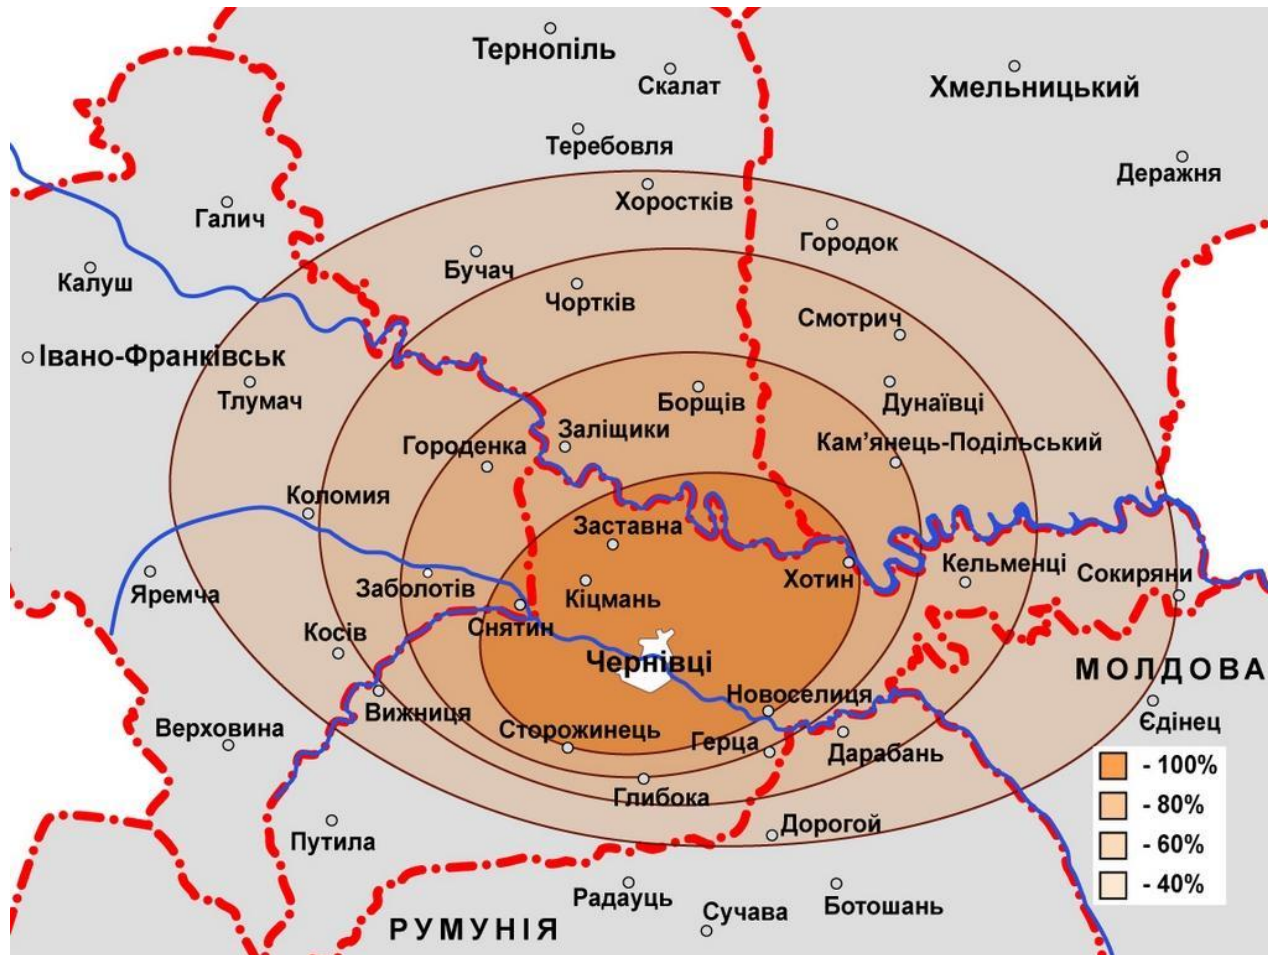 Тернопіль
Скалат
Хмельницький
Теребовля
Деражня
Хоростків
Галич
Городок
Бучач
Калуш
Чортків
Смотрич
Івано-Франківськ
Тлумач
Борщів
Дунаївці
Заліщики
Городенка
Кам’янець-Подільський
Коломия
Заставна
Кельменці
Хотин
Сокиряни
Яремча
Заболотів
Кіцмань
Снятин
Косів
Чернівці
МОЛДОВА
Новоселиця
Вижниця
Єдінец
Верховина
Сторожинець
Герца
Дарабань
- 100%
Глибока
- 80%
Дорогой
Путила
- 60%
- 40%
Радауць
Сучава
Ботошань
РУМУНІЯ